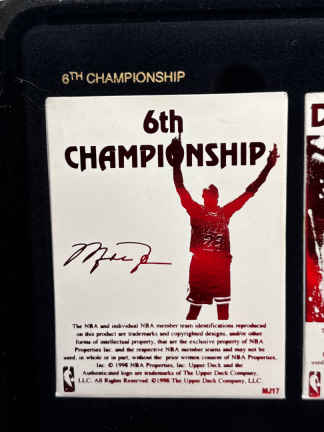 6TH CHAMPIONSHIP
6th
CHAMPIONSHIP
The NBA and individual NBA member team identifications reproduced
on this product are trademarks and copyrighted designs, and/or other
forms of intellectual property, that are the exclusive property of NBA
Properties Inc. and the respective NBA member teams and may not be
used, in whole or in part, without the prior written consent of NBA Properties,
Inc. © 1998 NBA Properties Inc. Upper Deck and the
Authenticated logo are trademark of The Upper Deck Company,
LLC. All Rights Reserved ©1998 The Upper Deck Company, LLC.
MJ17